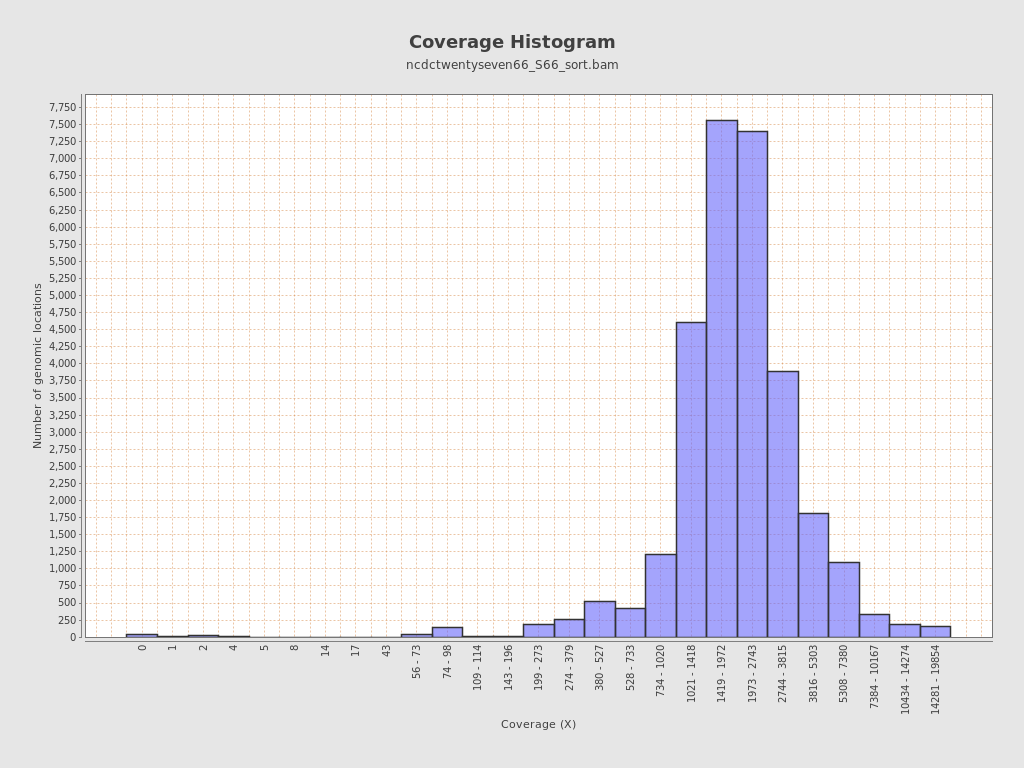 Coverage Histogram
ncdctwentyseven66_S66_sort.bam
Number of genomic locations
7,750
7,500
7,250
7,000
6,750
6,500
6,250
6,000
5,750
5,500
5,250
5,000
4,750
4,500
4,250
4,000
3,750
3,500
3,250
3,000
2,750
2,500
2,250
2,000
1,750
1,500
1,250
1,000
750
500
250
0
0
1
2
4
5
8
14
17
43
56 - 73
74 - 98
109 - 114
143 - 196
199 - 273
274 - 379
380 - 527
528 - 733
734 - 1020
1021 - 1418
1419 - 1972
1973 - 2743
2744 - 3815
3816 - 5303
5308 - 7380
7384 - 10167
10434 - 14274
14281 - 19854
Coverage (X)